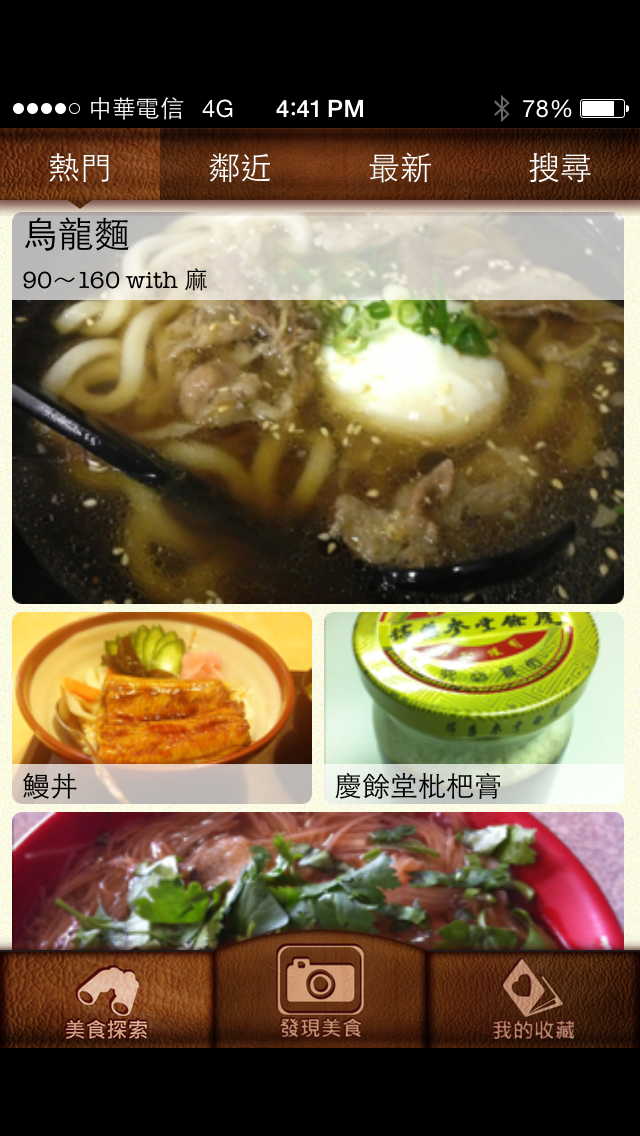 中華電信 4G 4:41 PM 78%
熱門 鄰近 最新 搜尋
烏龍麵
90～160 with 麻
鰻丼
慶餘堂枇杷膏
美食探索 發現美食 我的收藏